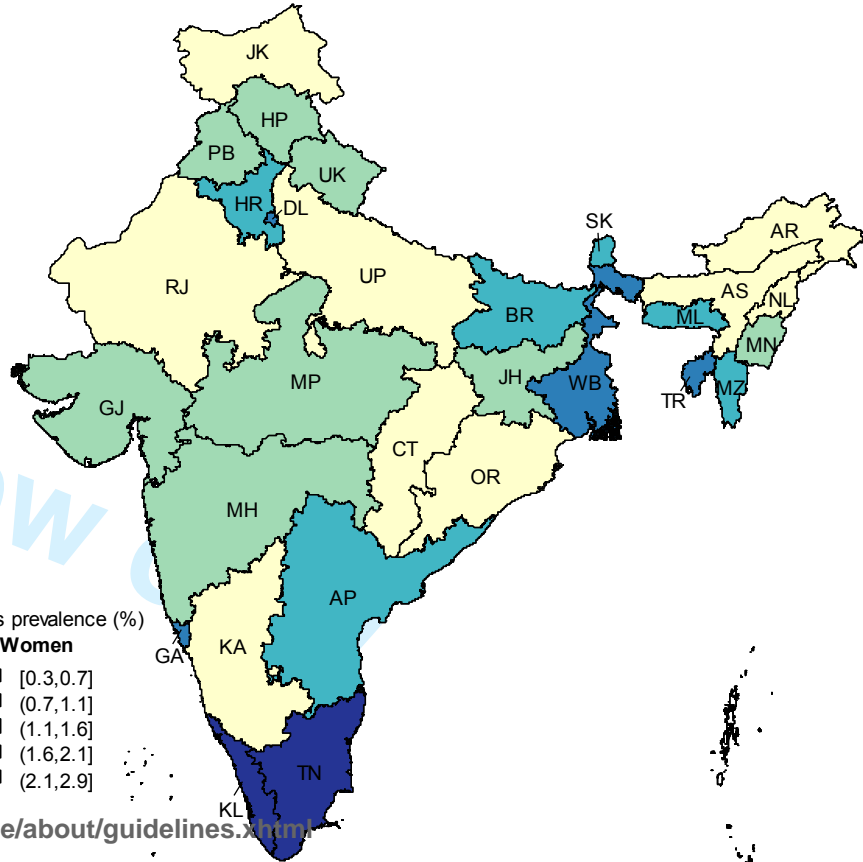 JK
HP
PB
UK
HR
DL
SK
AR
RJ
UP
AS
NL
BR
ML
MN
MP
JH
WB
TR
MZ
GJ
CT
OR
MH
AP
s prevalence (%)
Women
KA
GA
[0.3,0.7]
(0.7,1.1]
(1.1,1.6]
(1.6,2.1]
(2.1,2.9]
TN
KL
e/about/guidelines.xhtml